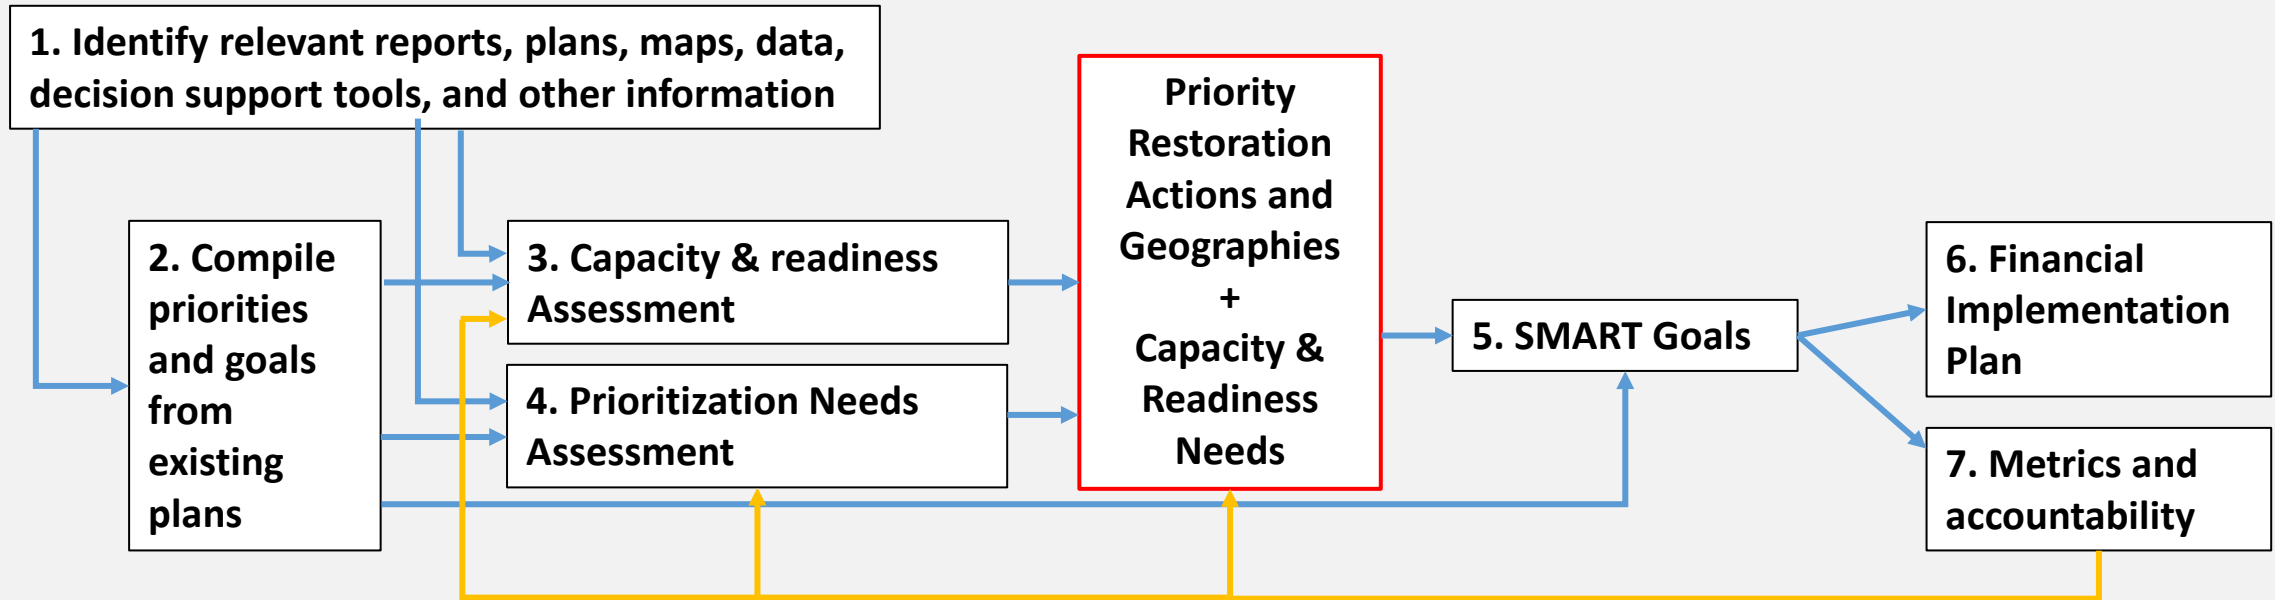 1. Identify relevant reports, plans, maps, data,
decision support tools, and other information
2. Compile
priorities
and goals
from
existing
plans
3. Capacity & readiness
Assessment
4. Prioritization Needs
Assessment
Priority
Restoration
Actions and
Geographies
+
Capacity &
Readiness
Needs
5. SMART Goals
6. Financial
Implementation
Plan
7. Metrics and
accountability